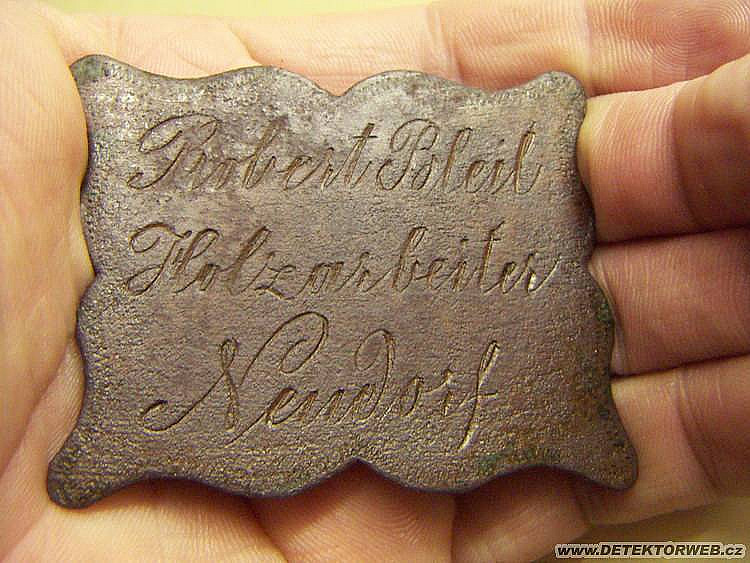 Robert Bleil
Holzarbeiter
Neudorf
www.DETEKTORWEB.cz